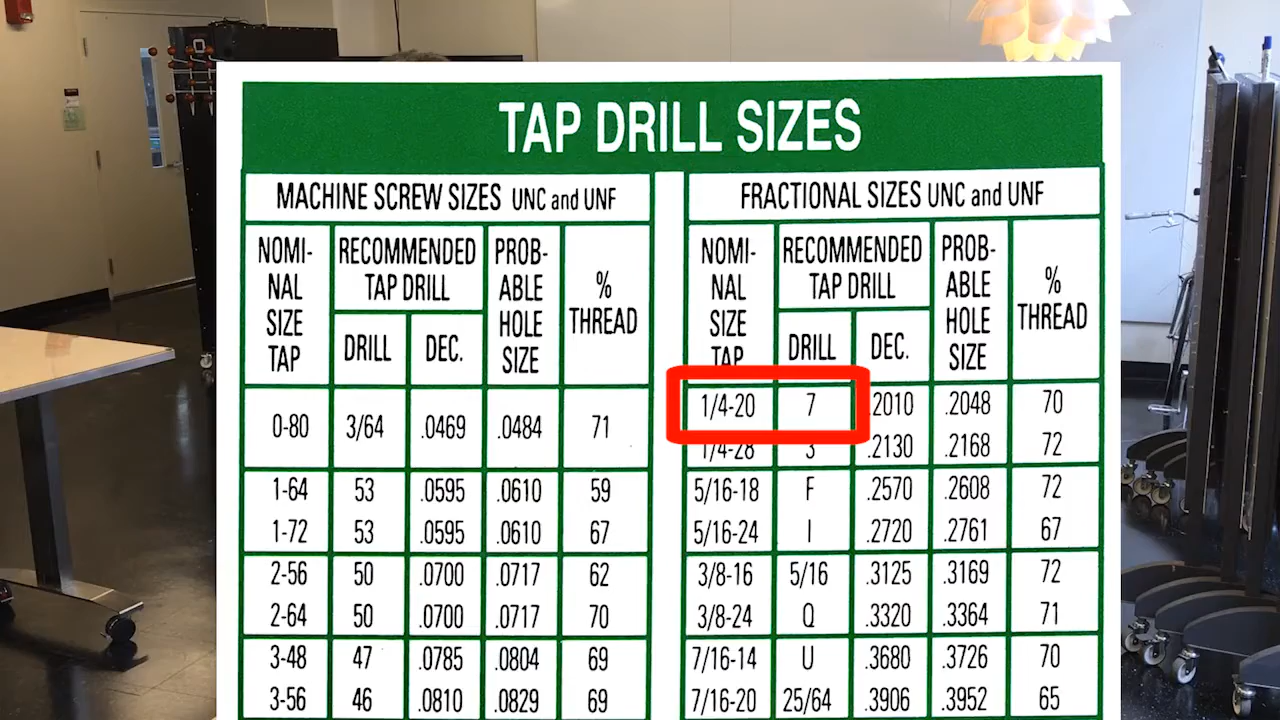 TAP DRILL SIZES
MACHINE SCREW SIZES UNC and UNF
NOMI-
NAL
SIZE
TAP
RECOMMENDED
TAP DRILL
DRILL
DEC.
PROB-
ABLE
HOLE
SIZE
%
THREAD
0-80 3/64 .0469 .0484 71
1-64 53 .0595 .0610 59
1-72 53 .0595 .0610 67
2-56 50 .0700 .0717 62
2-64 50 .0700 .0717 70
3-48 47 .0785 .0804 69
3-56 46 .0810 .0829 69
FRACTIONAL SIZES UNC and UNF
NOMI-
NAL
SIZE
TAP
RECOMMENDED
TAP DRILL
DRILL
DEC.
PROB-
ABLE
HOLE
SIZE
%
THREAD
1/4-20 7 .2010 .2048 70
1/4-28 3 .2130 .2168 72
5/16-18 F .2570 .2608 72
5/16-24 I .2720 .2761 67
3/8-16 5/16 .3125 .3169 72
3/8-24 Q .3320 .3364 71
7/16-14 U .3680 .3726 70
7/16-20 25/64 .3906 .3952 65